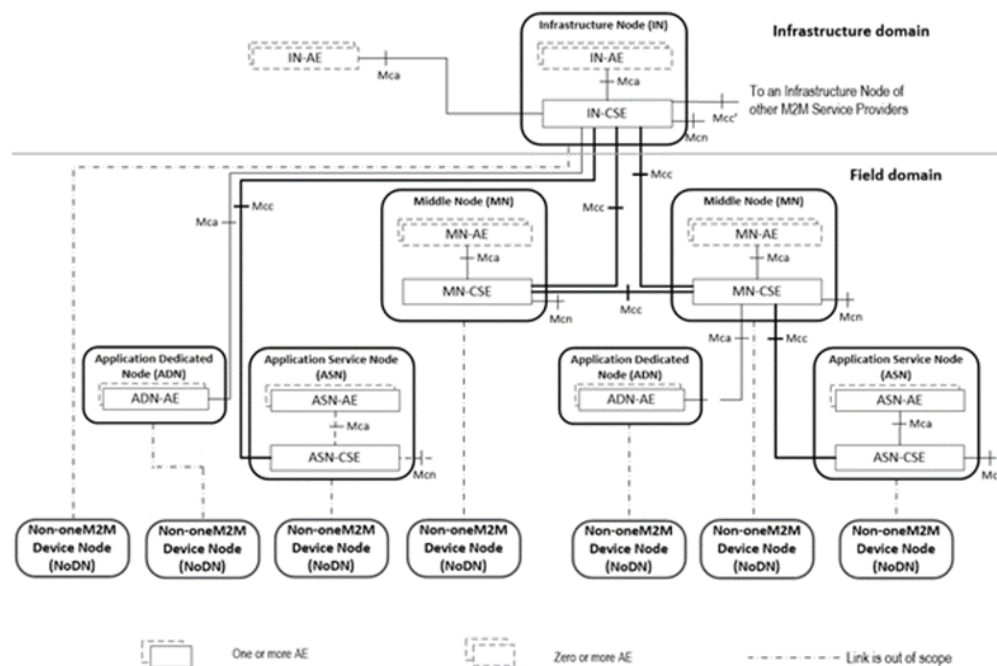 Infrastructure Node (IN)
Infrastructure domain
IN-AE
IN-AE
Mca
Mca
To an Infrastructure Node of
other M2M Service Providers
IN-CSE
Mcc'
Mcn
Field domain
Mcc
Mcc
Mca
Mcc
Middle Node (MN)
MN-AE
Mca
MN-CSE
Mcn
Mcc
Middle Node (MN)
MN-AE
Mca
MN-CSE
Mcn
Mca
Mcc
Application Dedicated
Node (ADN)
ADN-AE
Application Service Node
(ASN)
ASN-AE
Mca
ASN-CSE
Mcn
Application Dedicated
Node (ADN)
ADN-AE
Application Service Node
(ASN)
ASN-AE
Mca
ASN-CSE
Non-oneM2M
Device Node
(NoDN)
Non-oneM2M
Device Node
(NoDN)
Non-oneM2M
Device Node
(NoDN)
Non-oneM2M
Device Node
(NoDN)
Non-oneM2M
Device Node
(NoDN)
Non-oneM2M
Device Node
(NoDN)
Non-oneM2M
Device Node
(NoDN)
One or more AE
Zero or more AE
Link is out of scope